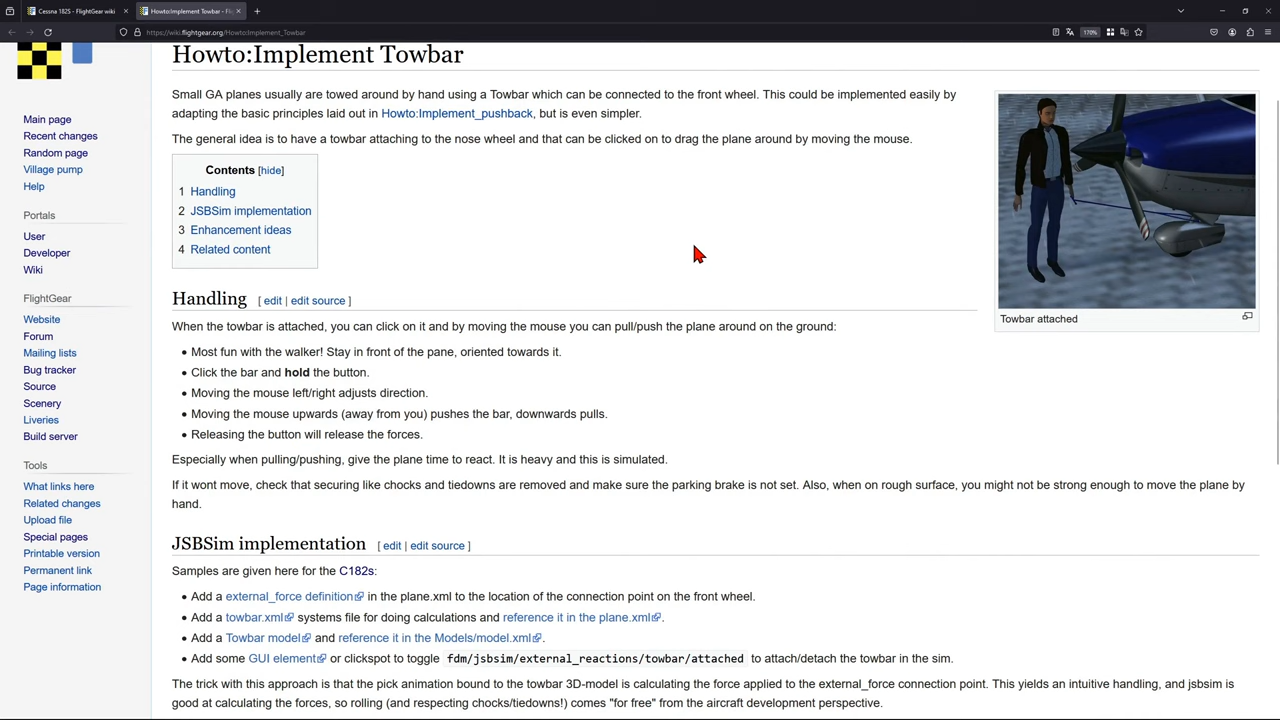 Cessna 182S - FlightGear wiki
Howto:Implement Towbar - Fli
https://wiki.flightgear.org/Howto:Implement_Towbar
170%
Howto:Implement Towbar
Small GA planes usually are towed around by hand using a Towbar which can be connected to the front wheel. This could be implemented easily by
adapting the basic principles laid out in Howto:Implement_pushback, but is even simpler.
The general idea is to have a towbar attaching to the nose wheel and that can be clicked on to drag the plane around by moving the mouse.
Contents [hide]
1 Handling
2 JSBSim implementation
3 Enhancement ideas
4 Related content
Towbar attached
Main page
Recent changes
Random page
Village pump
Help
Portals
User
Developer
Wiki
FlightGear
Website
Forum
Mailing lists
Bug tracker
Source
Scenery
Liveries
Build server
Tools
What links here
Related changes
Upload file
Special pages
Printable version
Permanent link
Page information
Handling [ edit | edit source ]
When the towbar is attached, you can click on it and by moving the mouse you can pull/push the plane around on the ground:
• Most fun with the walker! Stay in front of the pane, oriented towards it.
• Click the bar and hold the button.
• Moving the mouse left/right adjusts direction.
• Moving the mouse upwards (away from you) pushes the bar, downwards pulls.
• Releasing the button will release the forces.
Especially when pulling/pushing, give the plane time to react. It is heavy and this is simulated.
If it wont move, check that securing like chocks and tiedowns are removed and make sure the parking brake is not set. Also, when on rough surface, you might not be strong enough to move the plane by
hand.
JSBSim implementation [ edit | edit source ]
Samples are given here for the C182s:
• Add a external_force definition in the plane.xml to the location of the connection point on the front wheel.
• Add a towbar.xml systems file for doing calculations and reference it in the plane.xml.
• Add a Towbar model and reference it in the Models/model.xml.
• Add some GUI element or clickspot to toggle fdm/jsbsim/external_reactions/towbar/attached to attach/detach the towbar in the sim.
The trick with this approach is that the pick animation bound to the towbar 3D-model is calculating the force applied to the external_force connection point. This yields an intuitive handling, and jsbsim is
good at calculating the forces, so rolling (and respecting chocks/tiedowns!) comes "for free" from the aircraft development perspective.